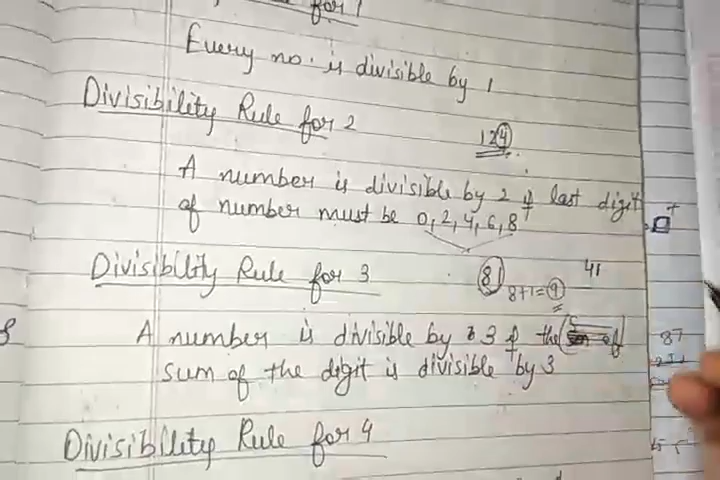 for 1
Every no. is divisible by 1
Divisibility Rule for 2
124
A number is divisible by 2 if last digit
of number must be 0, 2, 4, 6, 8
Divisibility Rule for 3
81 8+1=9 41
A number is divisible by 3 if the
sum of the digit is divisible by 3
87
Divisibility Rule for 4